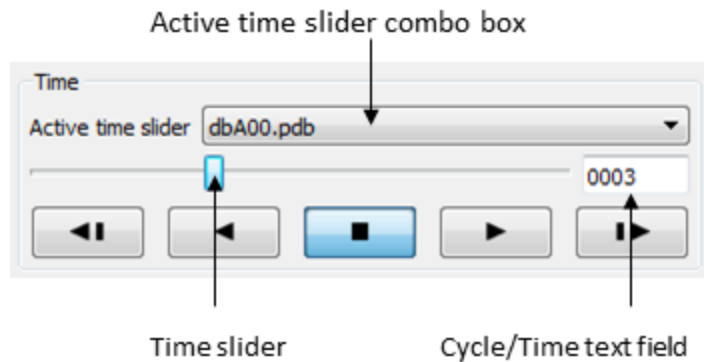 Active time slider combo box
Time
Active time slider dbA00.pdb
0003
Time slider Cycle/Time text field